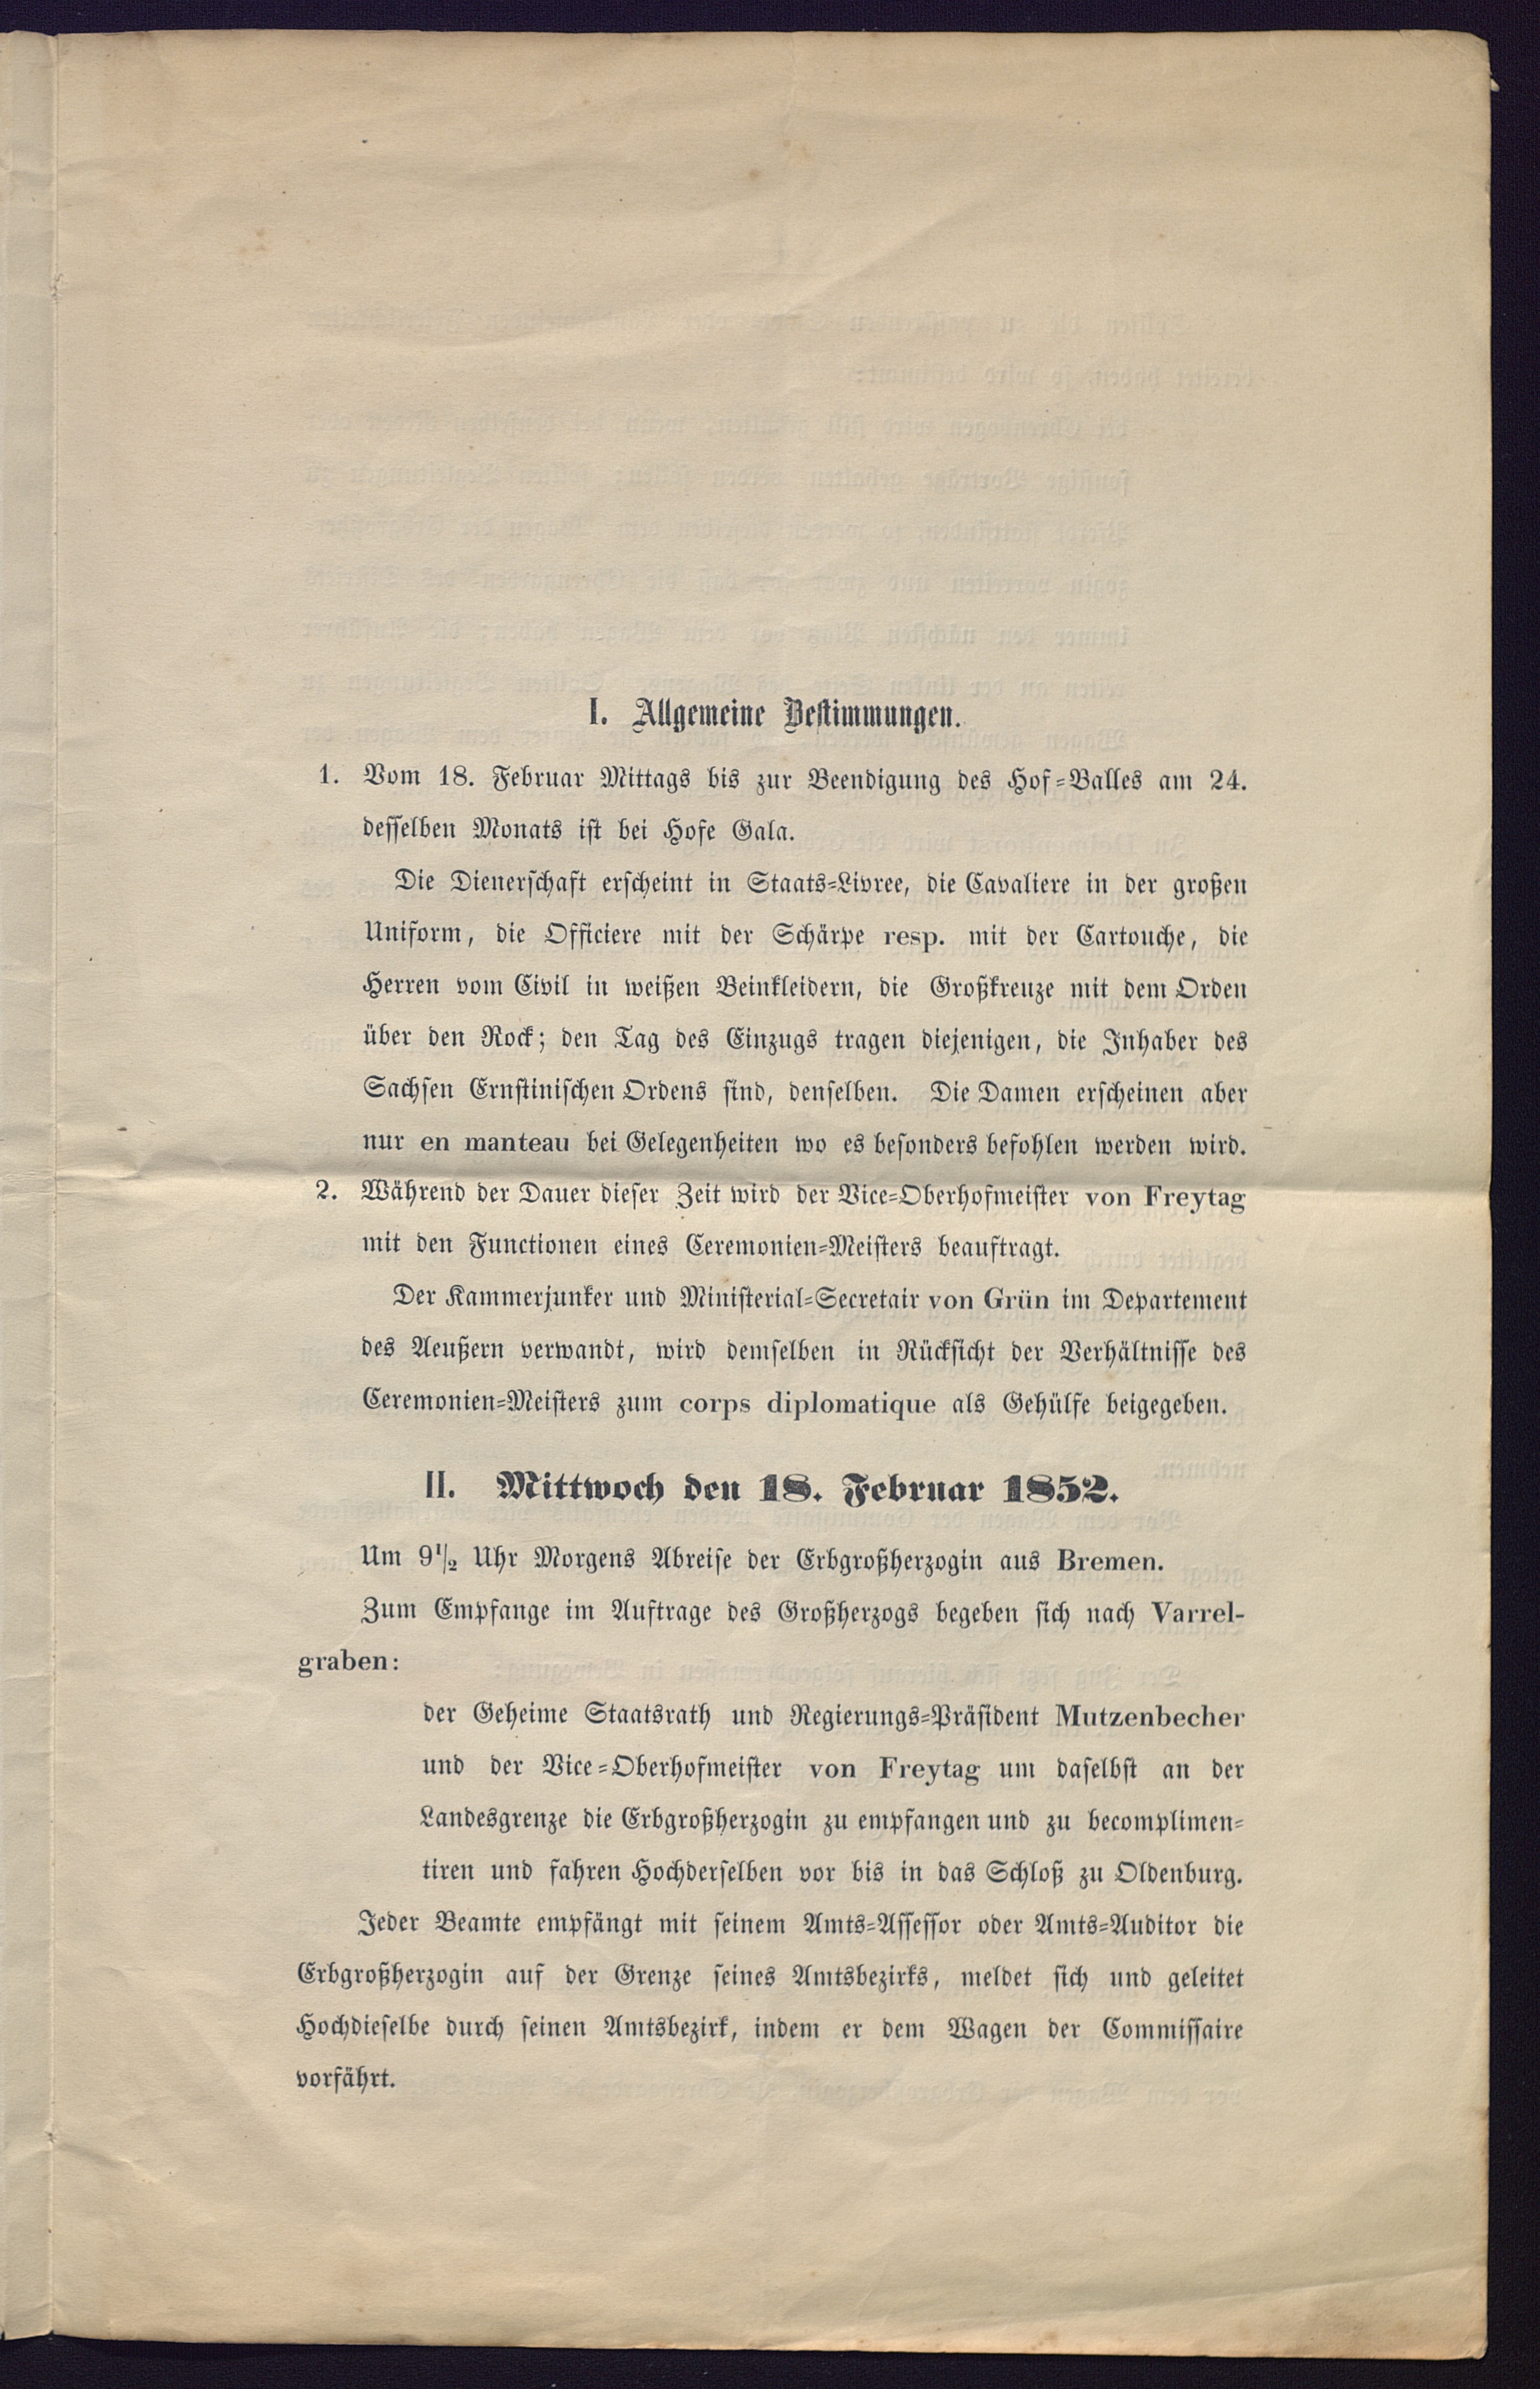 I. Allgemeine Bestimmungen.
1. Vom 18. Februar Mittags bis zur Beendigung des Hof=Balles am 24.
desselben Monats ist bei Hofe Gala.
Die Dienerschaft erscheint in Staats=Livree, die Cavaliere in der großen
Uniform, die Officiere mit der Schärpe resp. mit der Cartouche, die
Herren vom Civil in weißen Beinkleidern, die Großkreuze mit dem Orden
über den Rock; den Tag des Einzugs tragen diejenigen, die Inhaber des
Sachsen Ernstinischen Ordens sind, denselben. Die Damen erscheinen aber
nur en manteau bei Gelegenheiten wo es besonders befohlen werden wird.
2. Während der Dauer dieser Zeit wird der Vice=Oberhofmeister von Freytag
mit den Functionen eines Ceremonien=Meisters beauftragt.
Der Kammerjunker und Ministerial=Secretair von Grün im Departement
des Aeußern verwandt, wird demselben in Rücksicht der Verhältnisse des
Ceremonien=Meisters zum corps diplomatique als Gehülfe beigegeben.
II. Mittwoch den 18. Februar 1852.
Um 9½ Uhr Morgens Abreise der Erbgroßherzogin aus Bremen.
Zum Empfange im Auftrage des Großherzogs begeben sich nach Varrel-
graben:
der Geheime Staatsrath und Regierungs=Präsident Mutzenbecher
und der Vice=Oberhofmeister von Freytag um daselbst an der
Landesgrenze die Erbgroßherzogin zu empfangen und zu becomplimen=
tiren und fahren Hochderselben vor bis in das Schloß zu Oldenburg.
Jeder Beamte empfängt mit seinem Amts=Assessor oder Amts=Auditor die
Erbgroßherzogin auf der Grenze seines Amtsbezirks, meldet sich und geleitet
Hochdieselbe durch seinen Amtsbezirk, indem er dem Wagen der Commissaire
vorfährt.